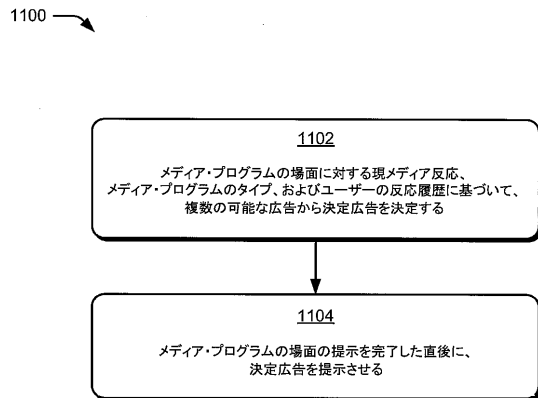 1100
1102
メディア・プログラムの場面に対する現メディア反応、
メディア・プログラムのタイプ、およびユーザーの反応履歴に基づいて、
複数の可能な広告から決定広告を決定する
1104
メディア・プログラムの場面の提示を完了した直後に、
決定広告を提示させる